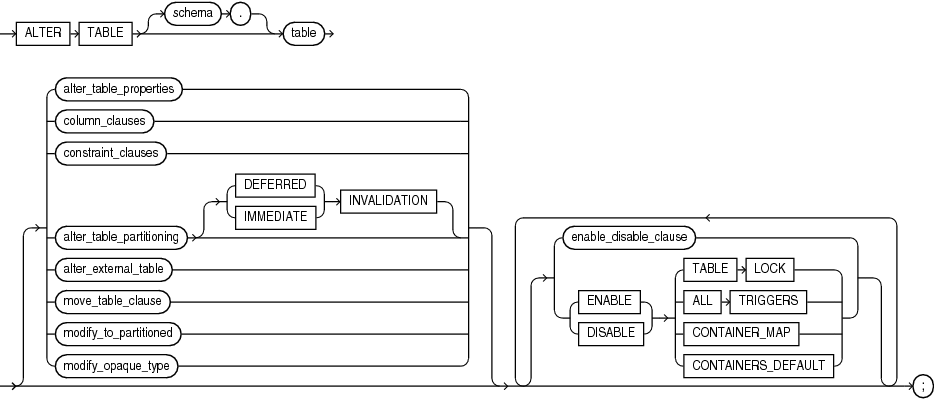 schema .
ALTER TABLE table
alter_table_properties
column_clauses
constraint_clauses
DEFERRED
IMMEDIATE
INVALIDATION
alter_table_partitioning
alter_external_table
move_table_clause
modify_to_partitioned
modify_opaque_type
enable_disable_clause
ENABLE
DISABLE
TABLE LOCK
ALL TRIGGERS
CONTAINER_MAP
CONTAINERS_DEFAULT
;